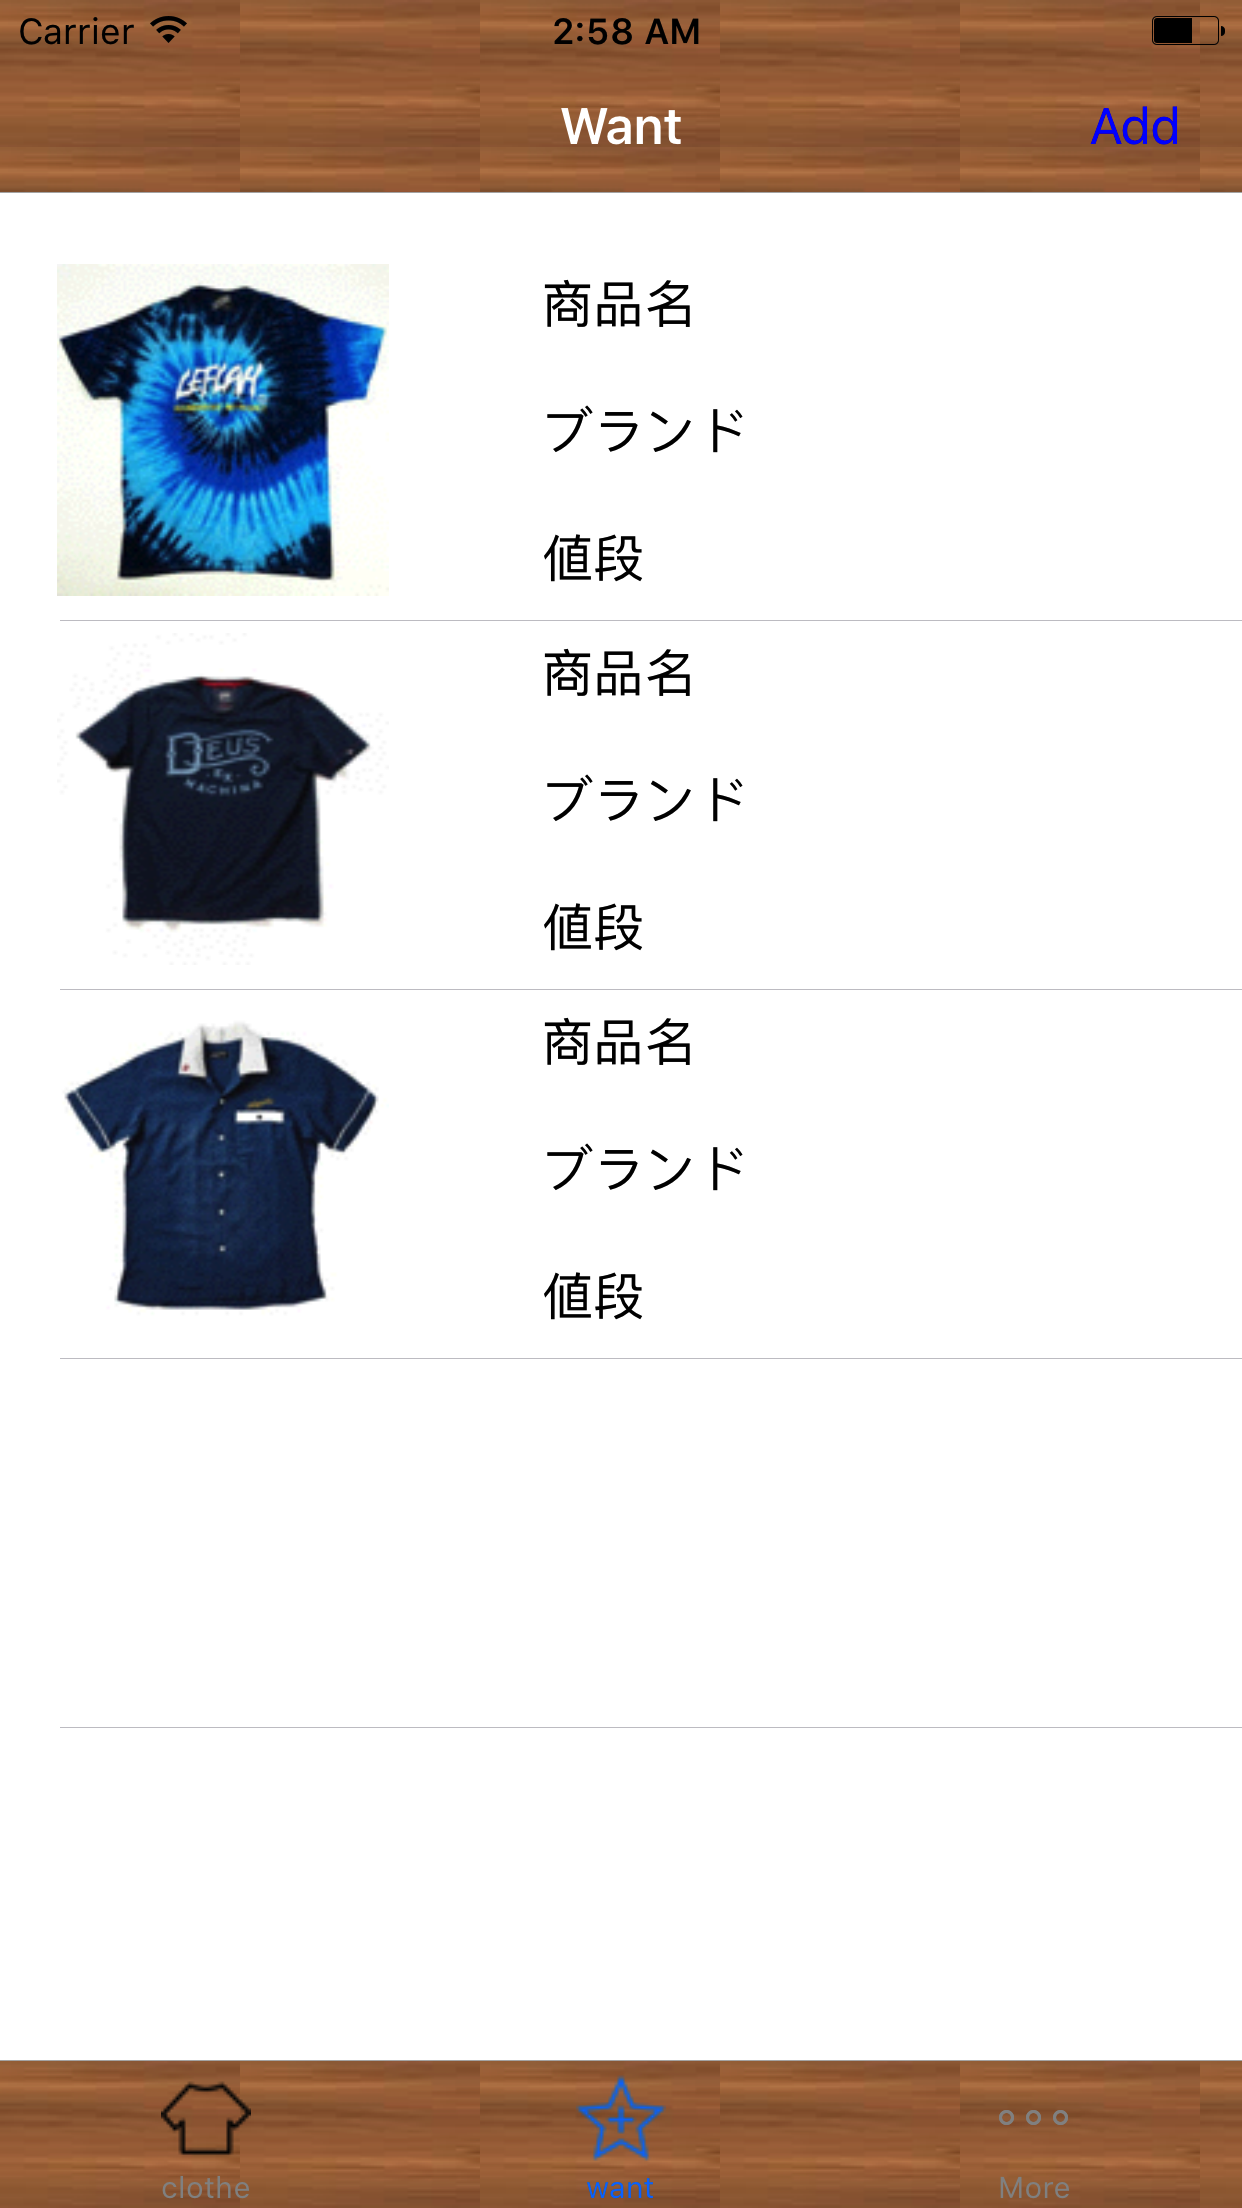 Carrier
2:58 AM
Want
Add
LEFLAH
商品名
ブランド
値段
DEUS
EX
MACHINA
商品名
ブランド
値段
商品名
ブランド
値段
clothe
want
More